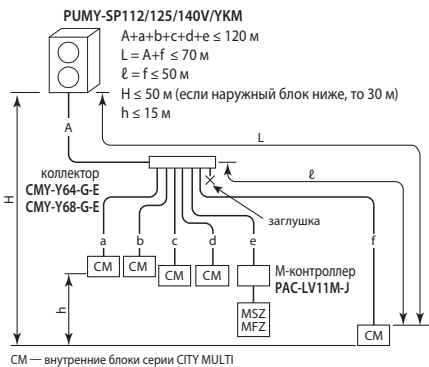 PUMY-SP112/125/140V/YKM
A+a+b+c+d+e ≤ 120 м
L = A+f ≤ 70 м
ℓ = f ≤ 50 м
H ≤ 50 м (если наружный блок ниже, то 30 м)
h ≤ 15 м
A
L
H
коллектор
CMY-Y64-G-E
CMY-Y68-G-E
ℓ
заглушка
a
b
c
d
e
f
CM
CM
CM
CM
М-контроллер
PAC-LV11M-J
h
MSZ
MFZ
CM
CM — внутренние блоки серии CITY MULTI